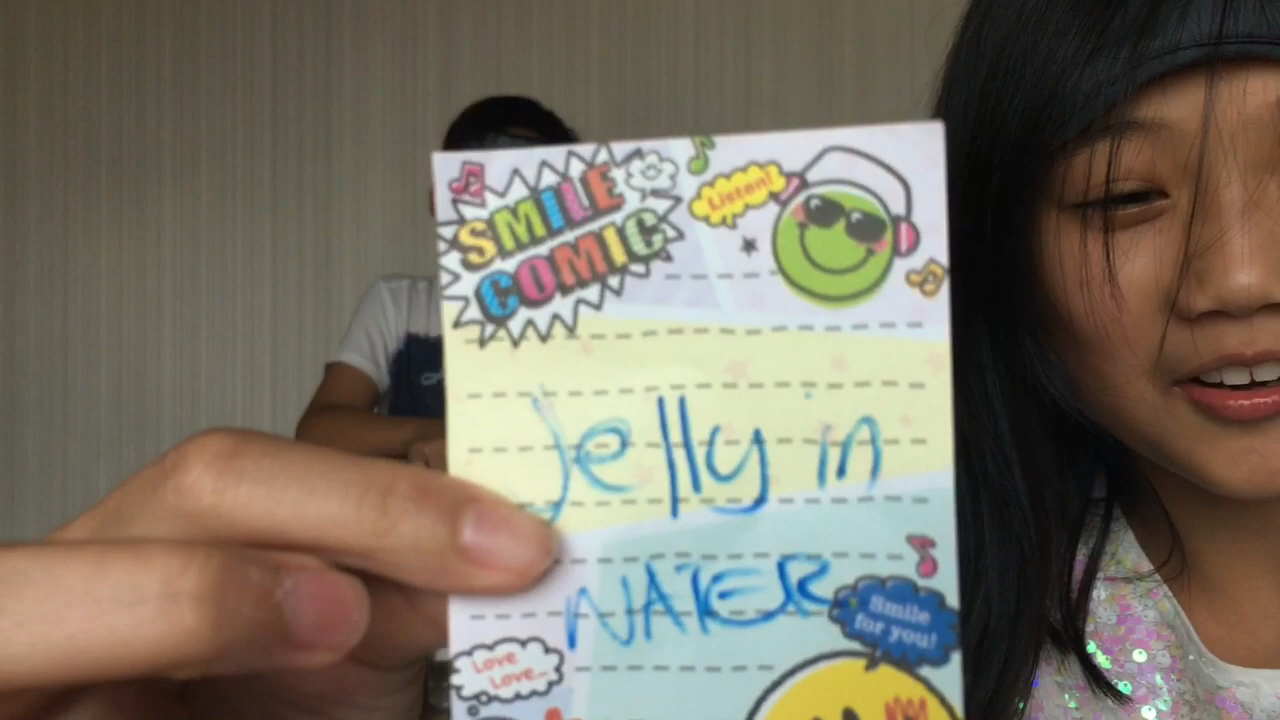 SMILE
COMIC
Listen!
Jelly in
WATER
Smile
for you!
Love
Love...